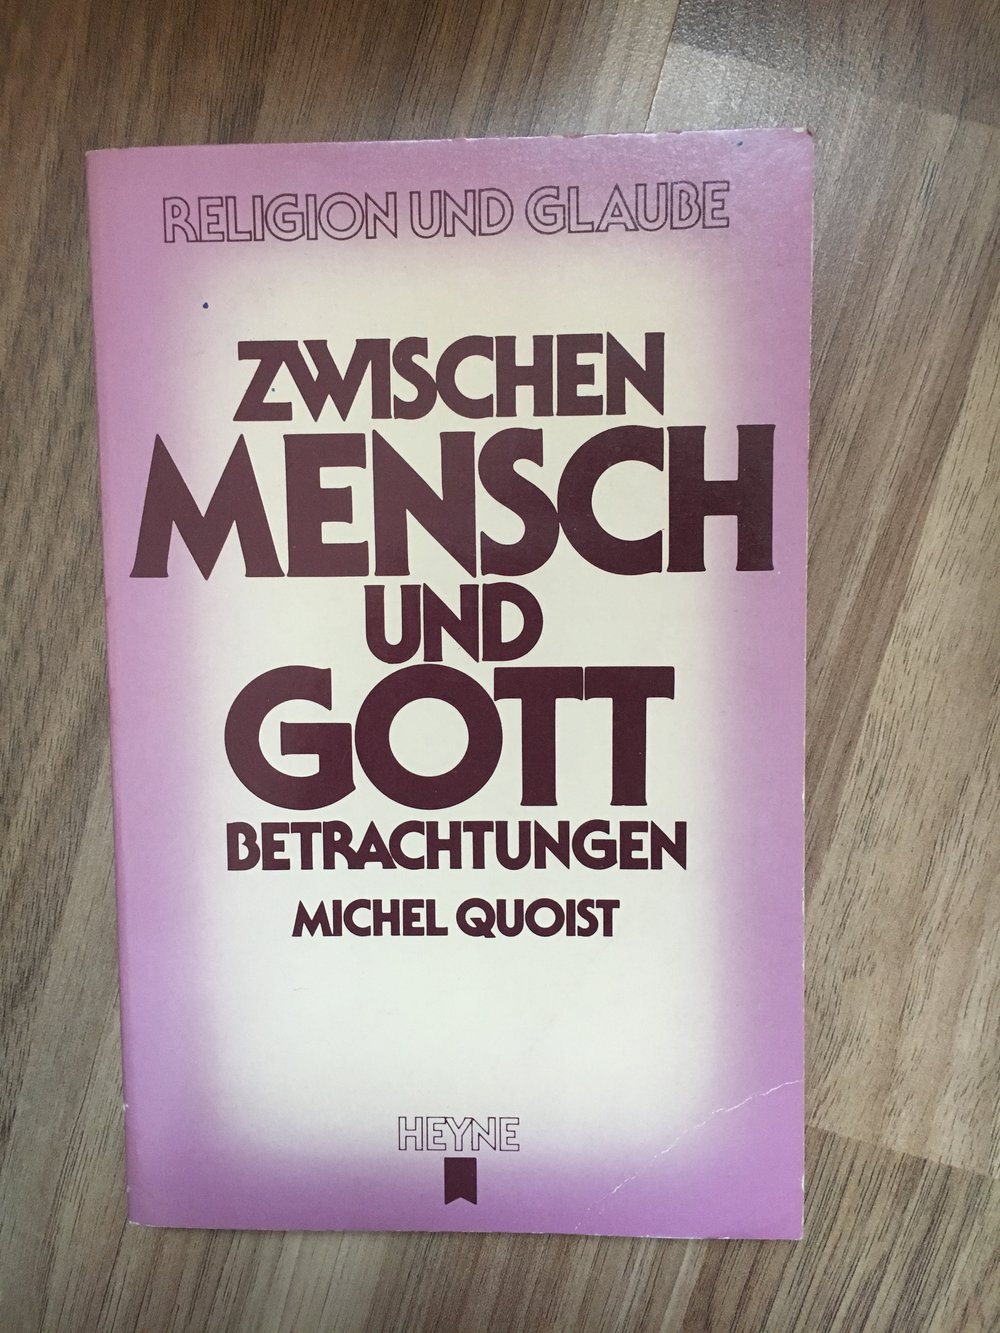 RELIGION UND GLAUBE
ZWISCHEN
MENSCH
UND
GOTT
BETRACHTUNGEN
MICHEL QUOIST
HEYNE